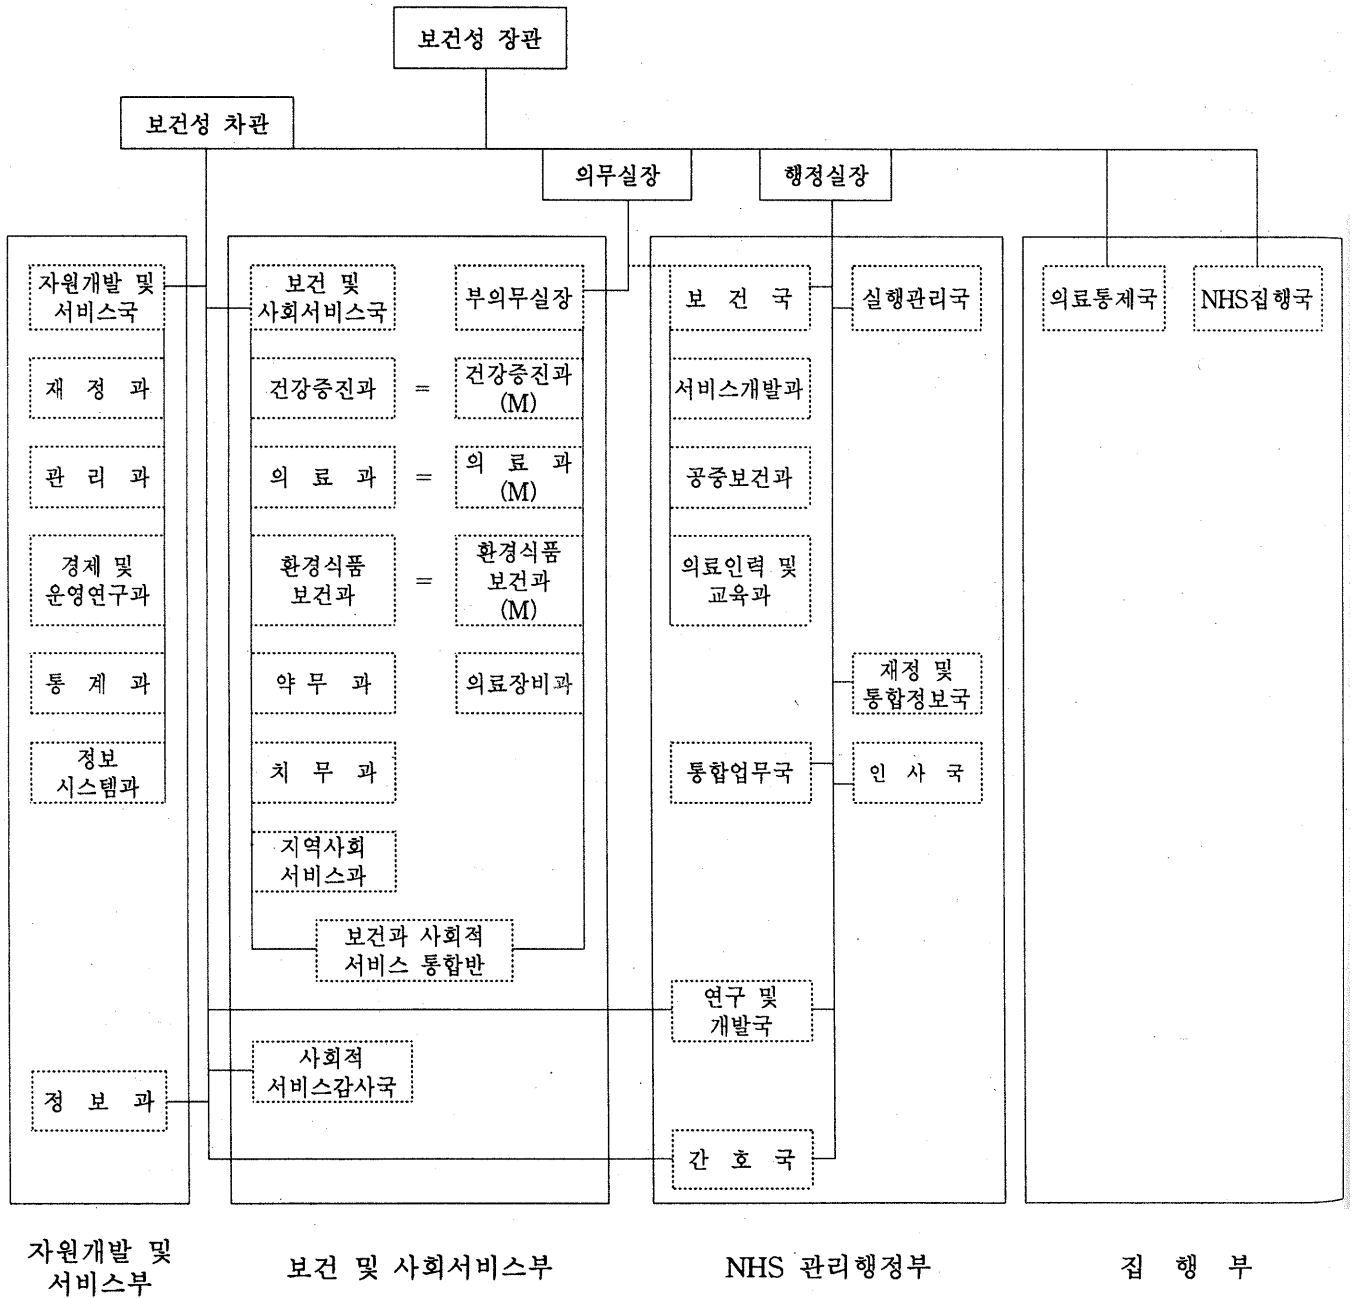 보건성 장관
보건성 차관
의무실장
행정실장
자원개발 및
서비스국
재 정 과
관 리 과
경제 및
운영연구과
통 계 과
정보
시스템과
정 보 과
보건 및
사회서비스국
부의무실장
건강증진과 = 건강증진과
(M)
의 료 과 = 의 료 과
(M)
환경식품
보건과
=
환경식품
보건과
(M)
약 무 과
의료장비과
치 무 과
지역사회
서비스과
보건과 사회적
서비스 통합반
사회적
서비스감사국
보 건 국
실행관리국
서비스개발과
공중보건과
의료인력 및
교육과
재정 및
통합정보국
통합업무국
인 사 국
연구 및
개발국
간 호 국
의료통제국
NHS집행국
자원개발 및
서비스부
보건 및 사회서비스부
NHS 관리행정부
집 행 부